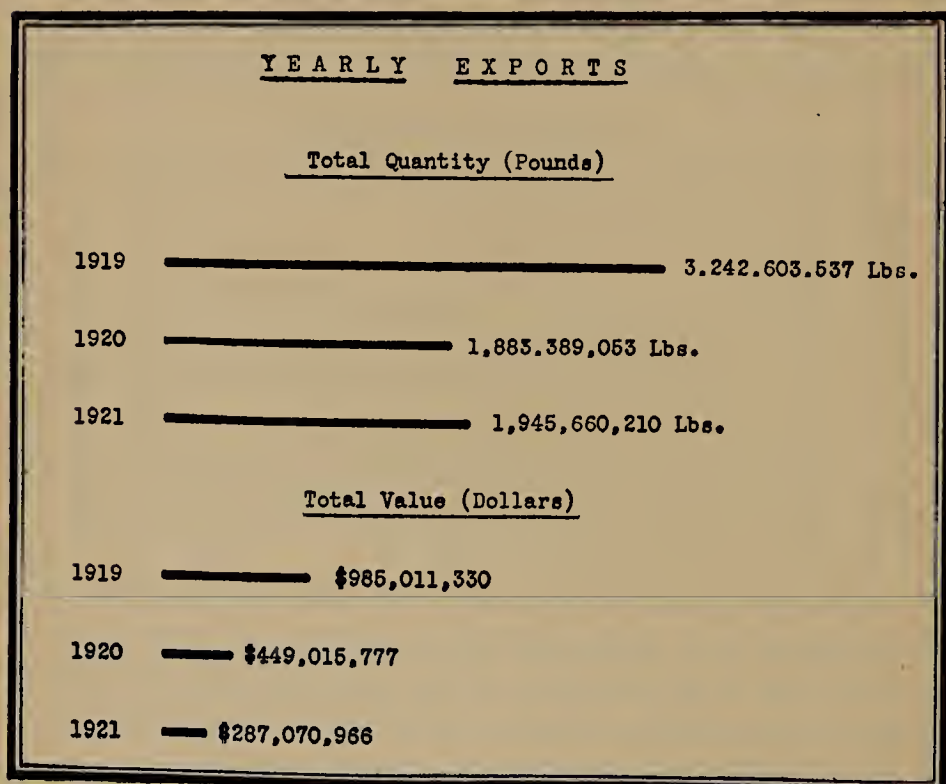 YEARLY EXPORTS
Total Quantity (Pounds)
1919 3.242.603.537 Lbs.
1920 1,883.389,053 Lbs.
1921 1,945,660,210 Lbs.
Total Value (Dollars)
1919 $985,011,330
1920 $449,015,777
1921 $287,070,966